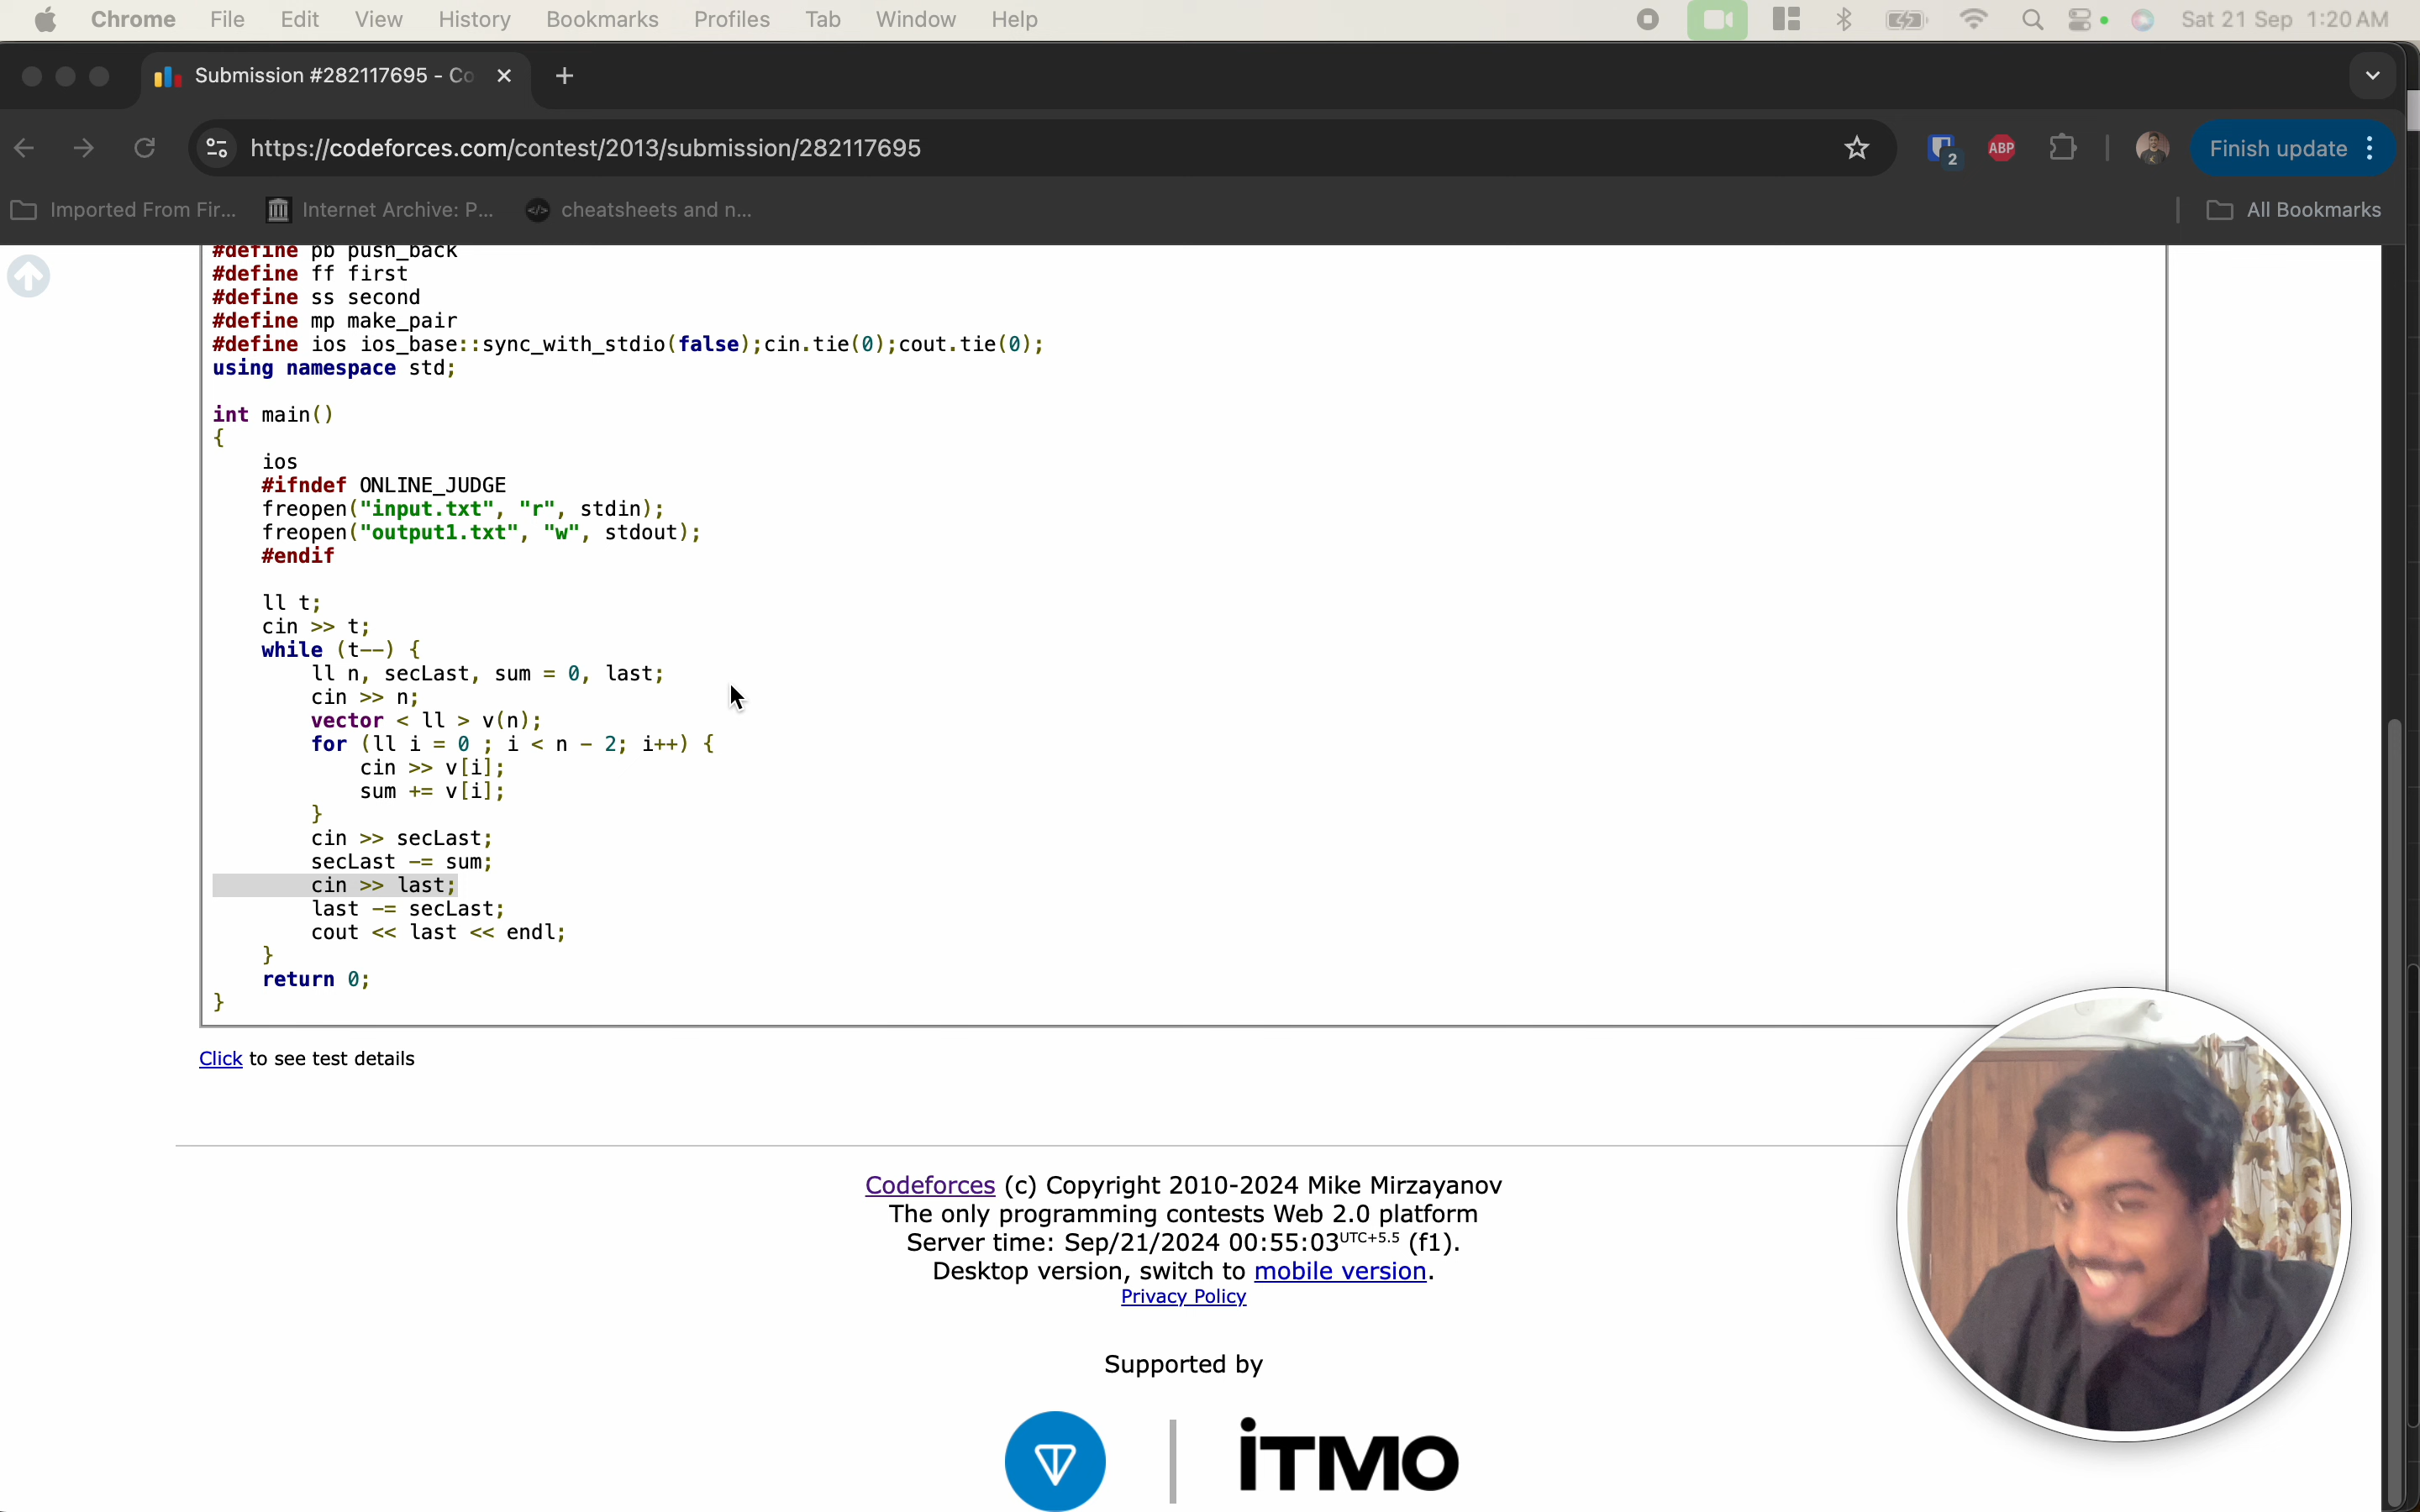 Chrome File Edit View History Bookmarks Profiles Tab Window Help Sat 21 Sep 1:20 AM
Submission #282117695 - Co
https://codeforces.com/contest/2013/submission/282117695 2 ABP Finish update
Imported From Fir... Internet Archive: P... cheatsheets and n... All Bookmarks
#define pb push_back
#define ff first
#define ss second
#define mp make_pair
#define ios ios_base::sync_with_stdio(false);cin.tie(0);cout.tie(0);
using namespace std;
int main()
{
ios
#ifndef ONLINE_JUDGE
freopen("input.txt", "r", stdin);
freopen("output1.txt", "w", stdout);
#endif
ll t;
cin >> t;
while (t--) {
ll n, secLast, sum = 0, last;
cin >> n;
vector < ll > v(n);
for (ll i = 0 ; i < n - 2; i++) {
cin >> v[i];
sum += v[i];
}
cin >> secLast;
secLast -= sum;
cin >> last;
last -= secLast;
cout << last << endl;
}
return 0;
}
Click to see test details
Codeforces (c) Copyright 2010-2024 Mike Mirzayanov
The only programming contests Web 2.0 platform
Server time: Sep/21/2024 00:55:03UTC+5.5 (f1).
Desktop version, switch to mobile version.
Privacy Policy
Supported by
iTMO